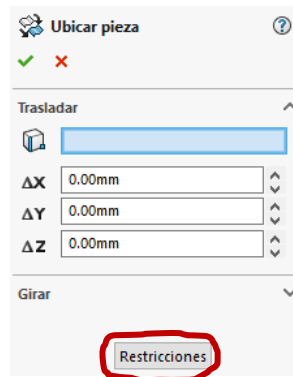 Ubicar pieza
Trasladar
ΔX 0.00mm
ΔY 0.00mm
ΔZ 0.00mm
Girar
Restricciones